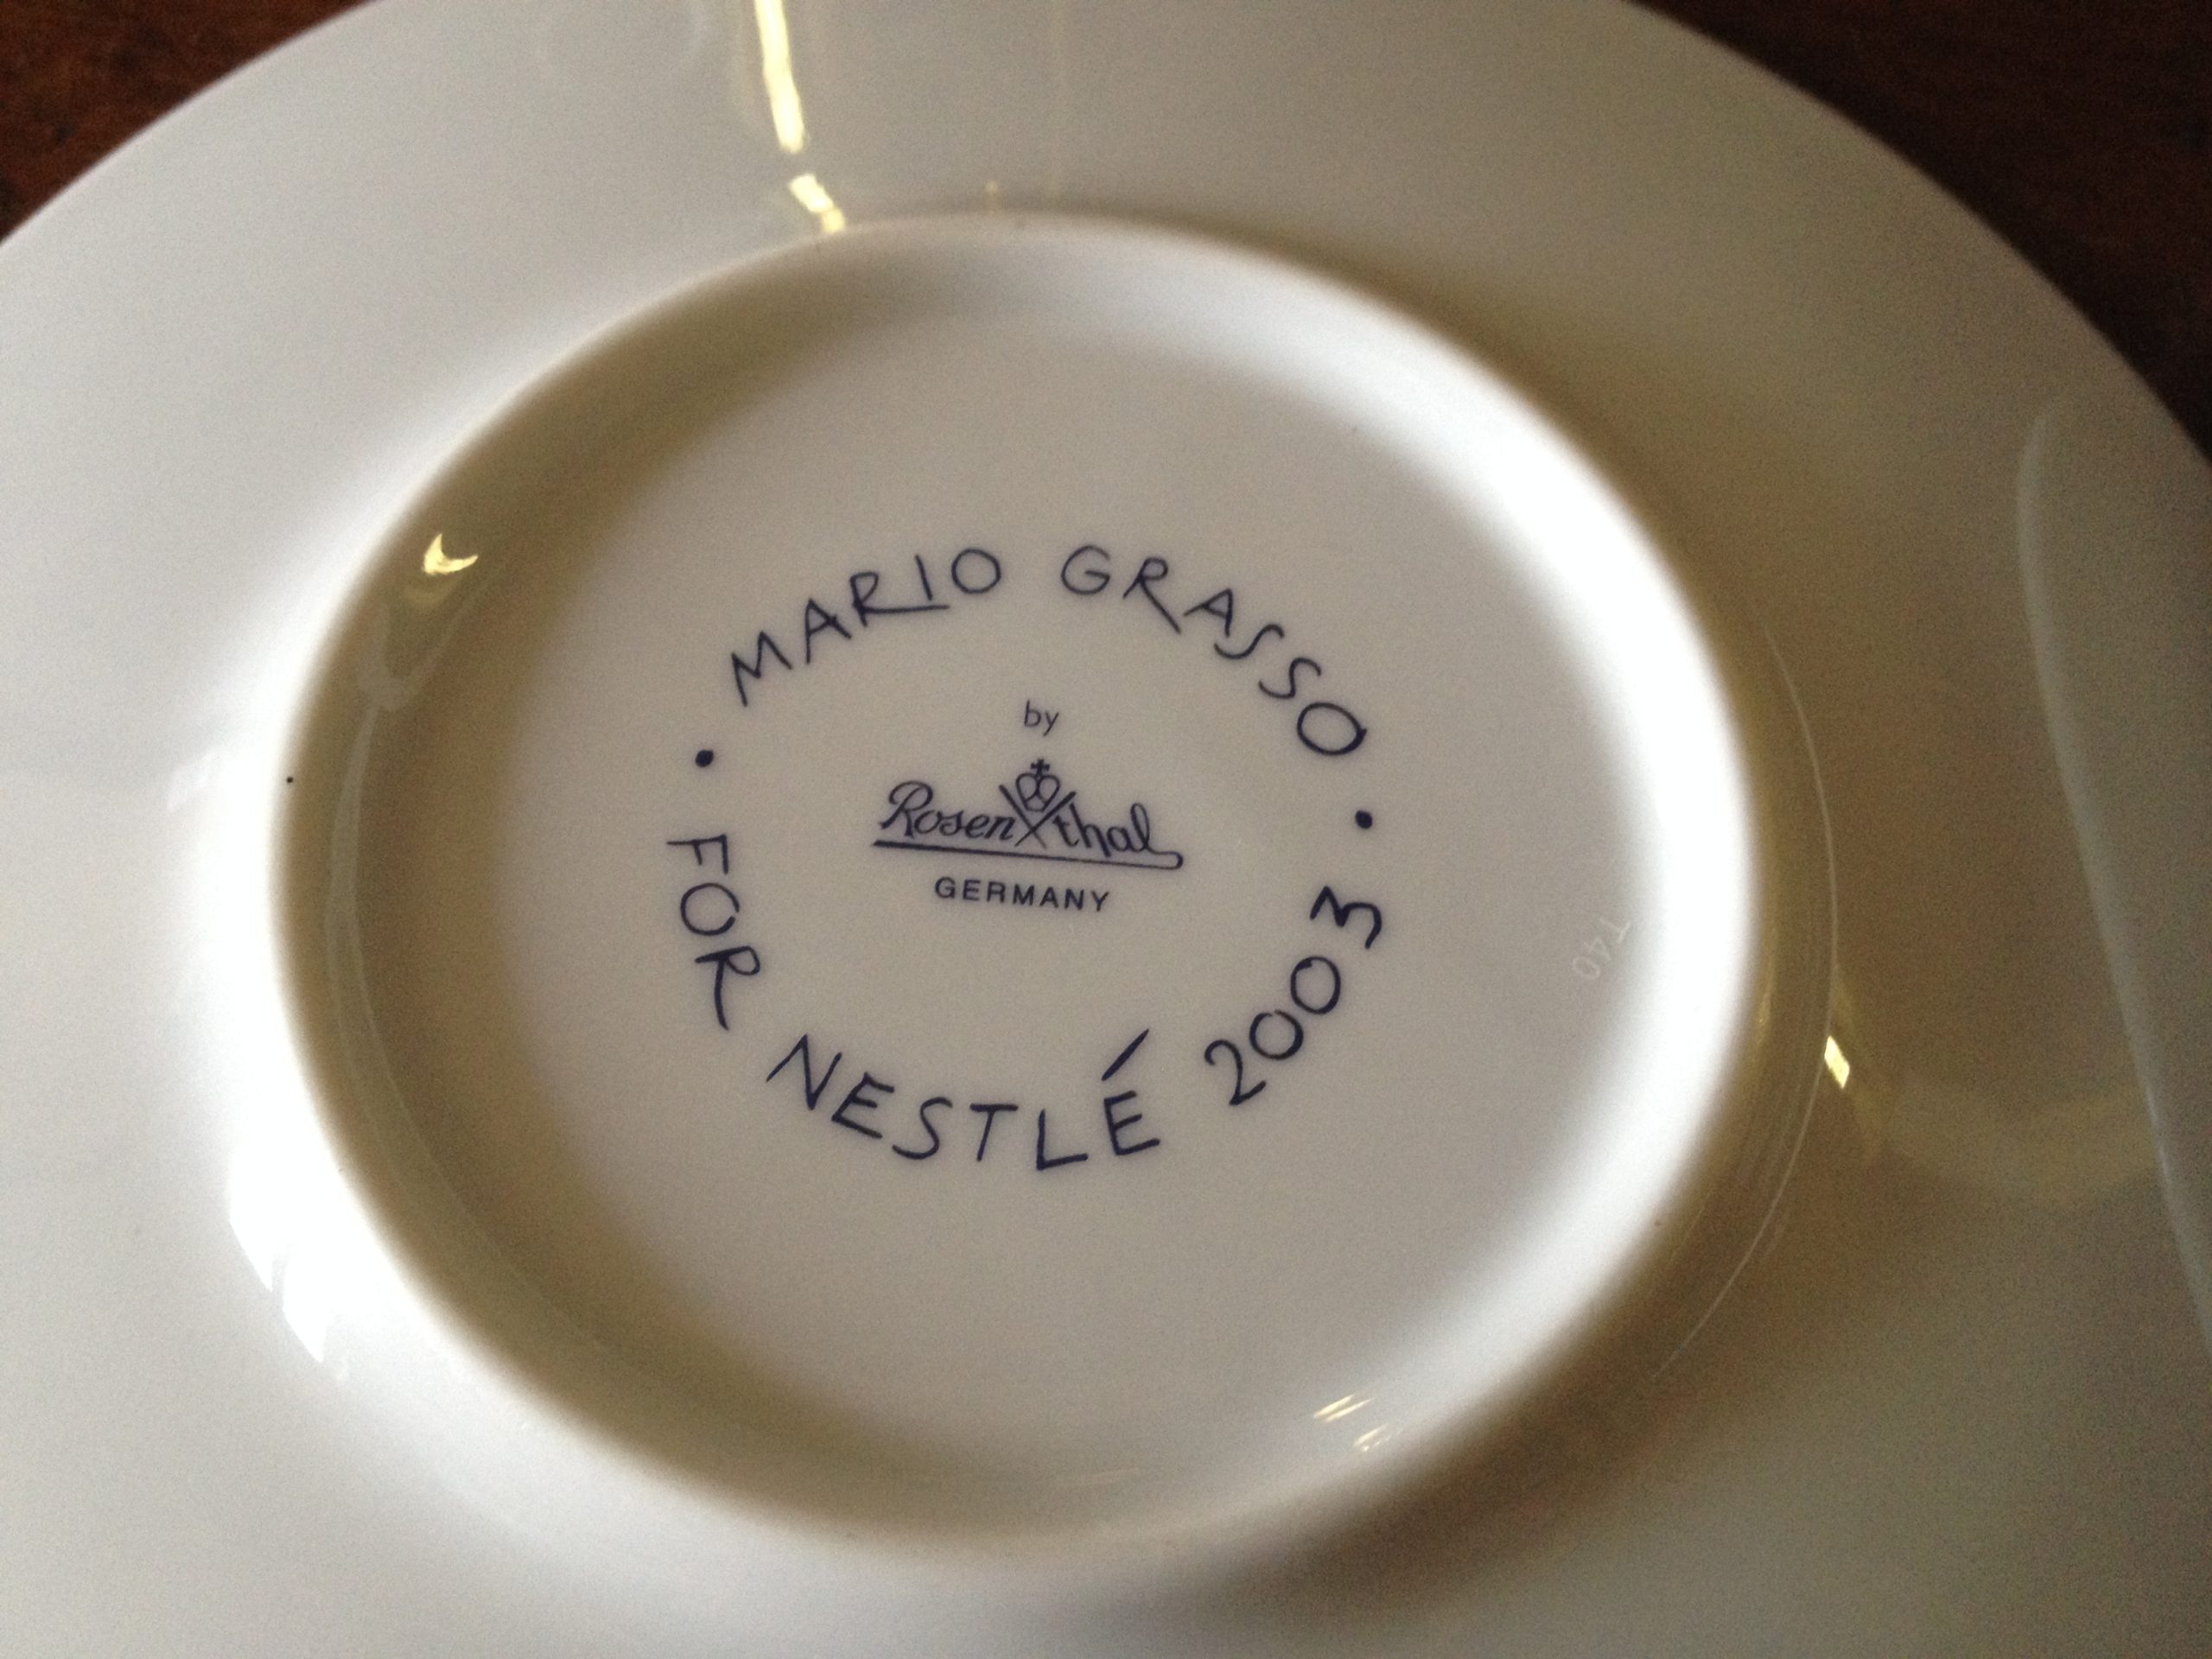 MARIO GRASSO
by
Rosenthal
GERMANY
• FOR NESTLÉ 2003 •
T40